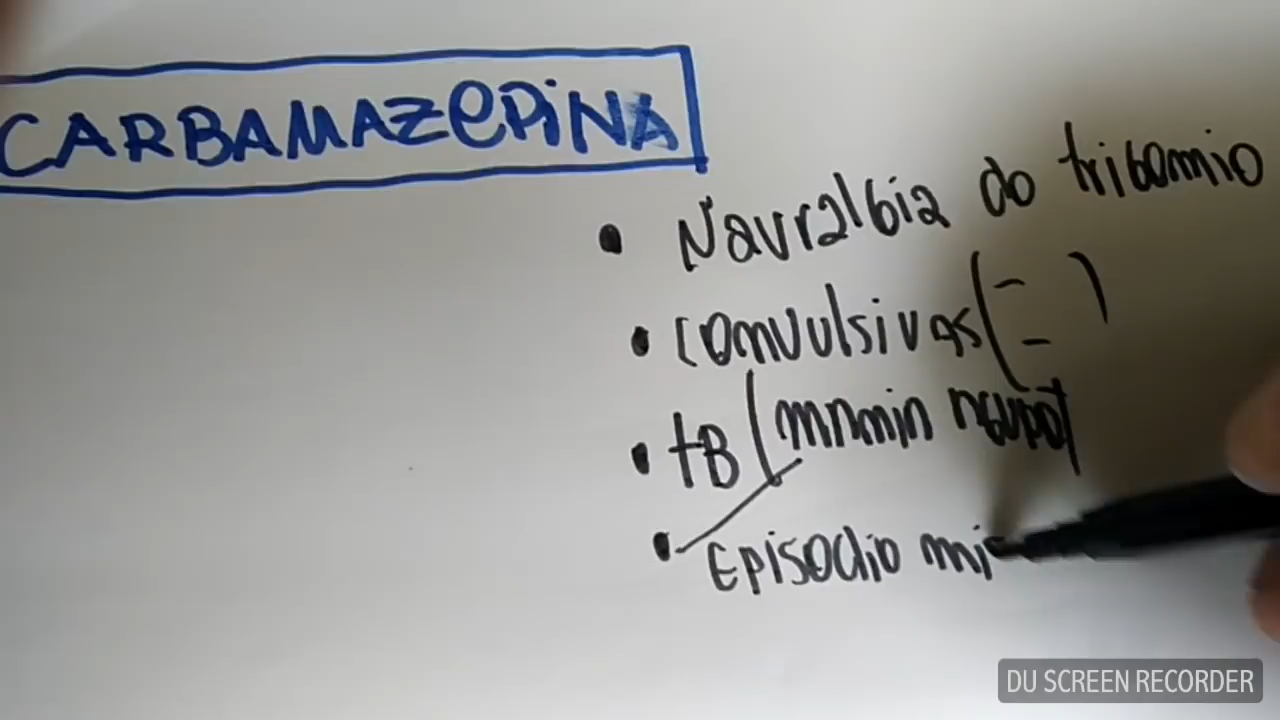 CARBAMAZEPINA
• Nevralgia do trigemio
• convulsivas (- - )
• tB (
• Episodio mi
DU SCREEN RECORDER